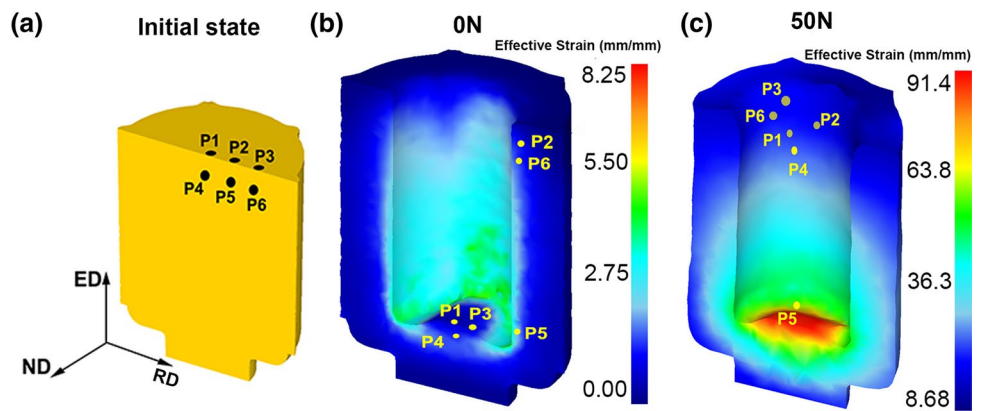 (a)
Initial state
P1
P2
P3
P4
P5
P6
ED
ND
RD
(b)
0N
Effective Strain (mm/mm)
8.25
5.50
2.75
0.00
P2
P6
P1
P3
P4
P5
(c)
50N
Effective Strain (mm/mm)
91.4
63.8
36.3
8.68
P3
P6
P2
P1
P4
P5